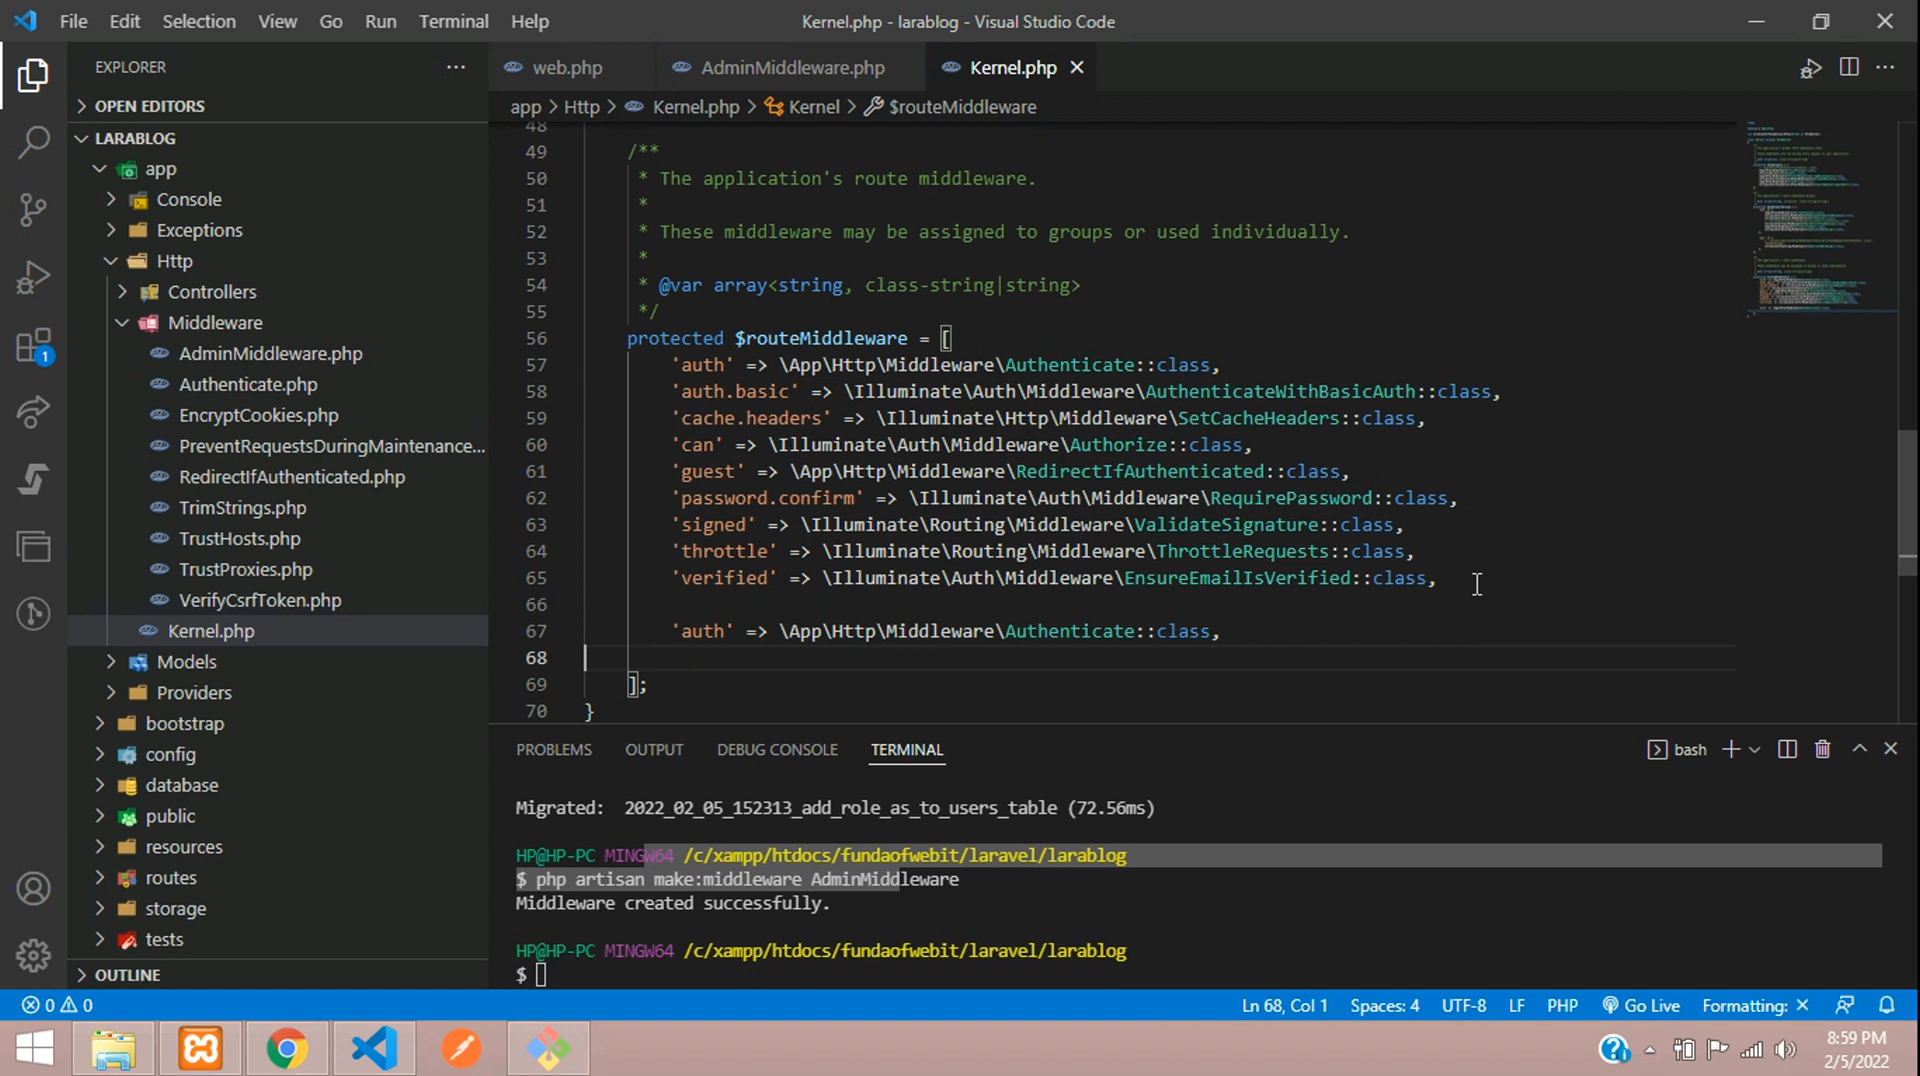 File Edit Selection View Go Run Terminal Help
Kernel.php - larablog - Visual Studio Code
EXPLORER
OPEN EDITORS
LARABLOG
app
Console
Exceptions
Http
Controllers
Middleware
AdminMiddleware.php
Authenticate.php
EncryptCookies.php
PreventRequestsDuringMaintenance...
RedirectIfAuthenticated.php
TrimStrings.php
TrustHosts.php
TrustProxies.php
VerifyCsrfToken.php
Kernel.php
Models
Providers
bootstrap
config
database
public
resources
routes
storage
tests
OUTLINE
1
web.php AdminMiddleware.php Kernel.php
app > Http > Kernel.php > Kernel > $routeMiddleware
48
49 /**
50 * The application's route middleware.
51 *
52 * These middleware may be assigned to groups or used individually.
53 *
54 * @var array<string, class-string|string>
55 */
56 protected $routeMiddleware = [
57 'auth' => \App\Http\Middleware\Authenticate::class,
58 'auth.basic' => \Illuminate\Auth\Middleware\AuthenticateWithBasicAuth::class,
59 'cache.headers' => \Illuminate\Http\Middleware\SetCacheHeaders::class,
60 'can' => \Illuminate\Auth\Middleware\Authorize::class,
61 'guest' => \App\Http\Middleware\RedirectIfAuthenticated::class,
62 'password.confirm' => \Illuminate\Auth\Middleware\RequirePassword::class,
63 'signed' => \Illuminate\Routing\Middleware\ValidateSignature::class,
64 'throttle' => \Illuminate\Routing\Middleware\ThrottleRequests::class,
65 'verified' => \Illuminate\Auth\Middleware\EnsureEmailIsVerified::class,
66
67 'auth' => \App\Http\Middleware\Authenticate::class,
68
69 ];
70 }
PROBLEMS OUTPUT DEBUG CONSOLE TERMINAL bash
Migrated: 2022_02_05_152313_add_role_as_to_users_table (72.56ms)
HP@HP-PC MINGW64 /c/xampp/htdocs/fundaofwebit/laravel/larablog
$ php artisan make:middleware AdminMiddleware
Middleware created successfully.
HP@HP-PC MINGW64 /c/xampp/htdocs/fundaofwebit/laravel/larablog
$
0 0 Ln 68, Col 1 Spaces: 4 UTF-8 LF PHP Go Live Formatting: ×
8:59 PM
2/5/2022